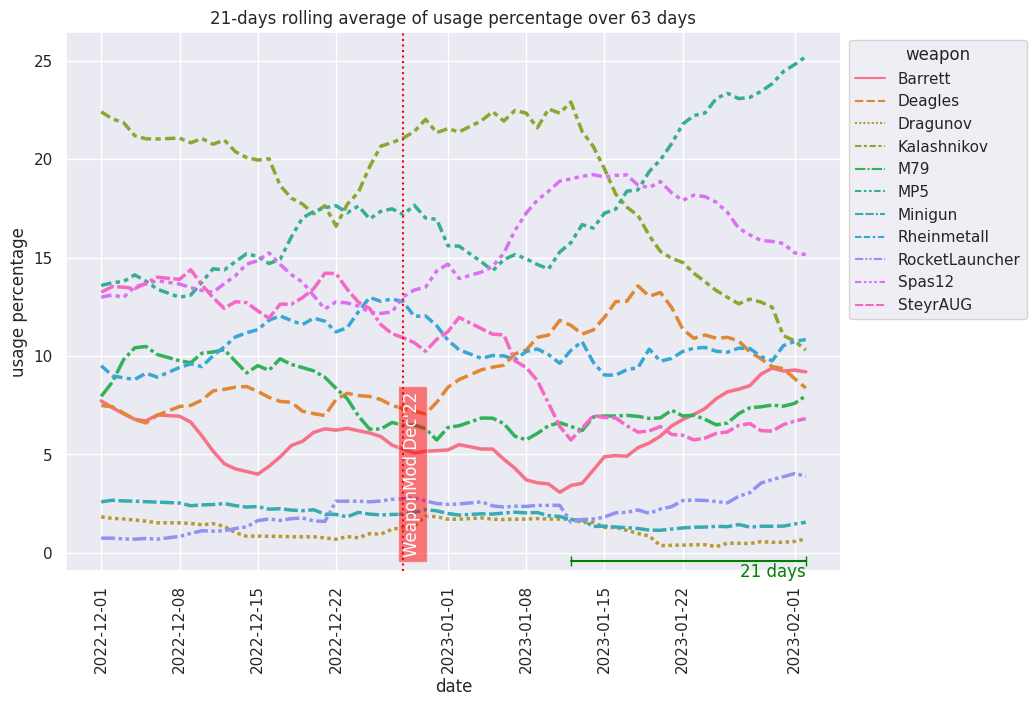 21-days rolling average of usage percentage over 63 days
usage percentage
25
20
15
10
5
0
WeaponMod Dec'22
21 days
2022-12-01
2022-12-08
2022-12-15
2022-12-22
2023-01-01
2023-01-08
2023-01-15
2023-01-22
2023-02-01
date
weapon
Barrett
Deagles
Dragunov
Kalashnikov
M79
MP5
Minigun
Rheinmetall
RocketLauncher
Spas12
SteyrAUG